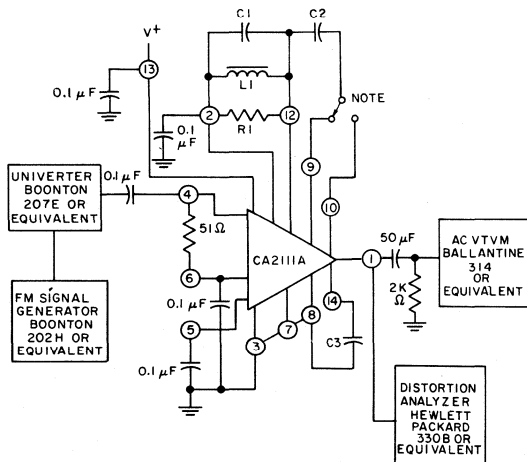 C1
C2
V+
13
0.1 µF
L1
NOTE
2
R1
12
0.1
µF
9
0.1 µF
UNIVERTER
BOONTON
207E OR
EQUIVALENT
4
10
51Ω
CA2111A
1
50 µF
AC VTVM
BALLANTINE
314
OR
EQUIVALENT
2K
Ω
FM SIGNAL
GENERATOR
BOONTON
202H OR
EQUIVALENT
6
0.1 µF
5
3
7
8
14
C3
0.1 µF
DISTORTION
ANALYZER
HEWLETT
PACKARD
330B OR
EQUIVALENT